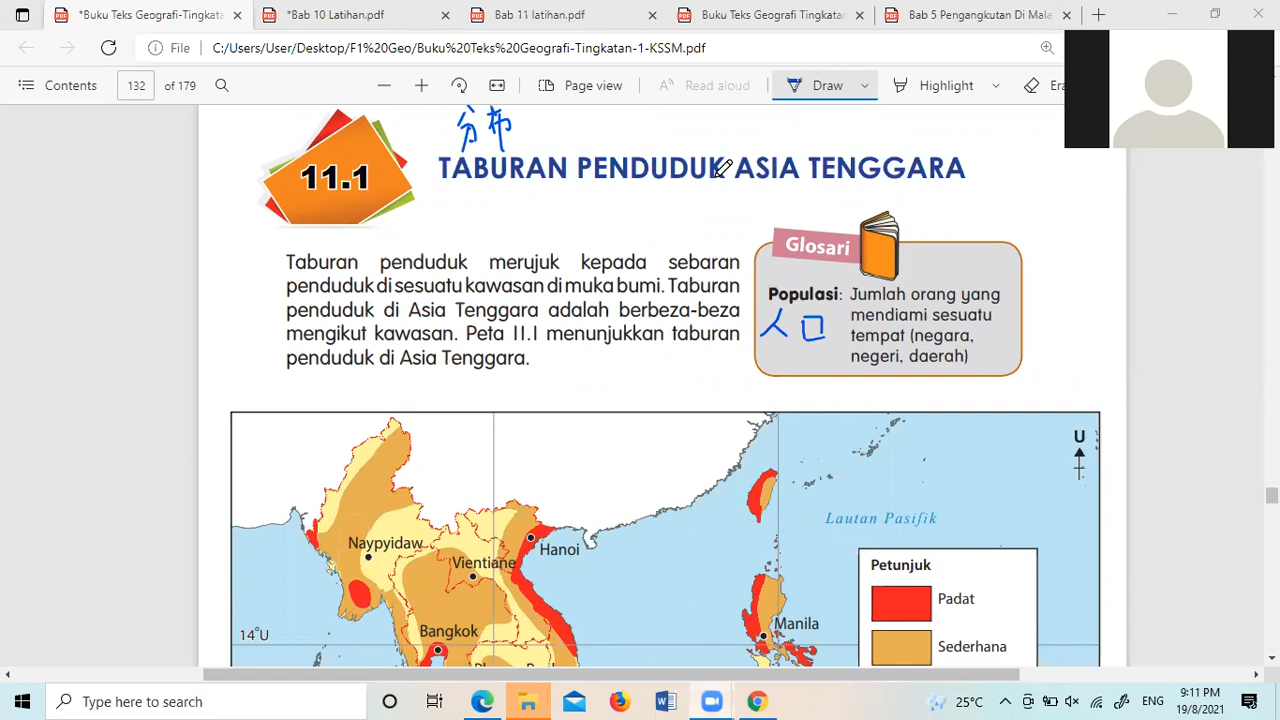 *Buku Teks Geografi-Tingkata
*Bab 10 Latihan.pdf
Bab 11 latihan.pdf
Buku Teks Geografi-Tingkatan
Bab 5 Pengangkutan Di Mala
File
C:/Users/User/Desktop/F1%20Geo/Buku%20Teks%20Geografi-Tingkatan-1-KSSM.pdf
Contents
132 of 179
Page view
Read aloud
Draw
Highlight
Era
分布
11.1
TABURAN PENDUDUK ASIA TENGGARA
Taburan penduduk merujuk kepada sebaran
penduduk di sesuatu kawasan di muka bumi. Taburan
penduduk di Asia Tenggara adalah berbeza-beza
mengikut kawasan. Peta 11.1 menunjukkan taburan
penduduk di Asia Tenggara.
Glosari
Populasi: Jumlah orang yang
mendiami sesuatu
tempat (negara,
negeri, daerah)
人口
U
Lautan Pasifik
Naypyidaw
Hanoi
Vientiane
Manila
Bangkok
14°U
Petunjuk
Padat
Sederhana
Type here to search
25°C
ENG
9:11 PM
19/8/2021